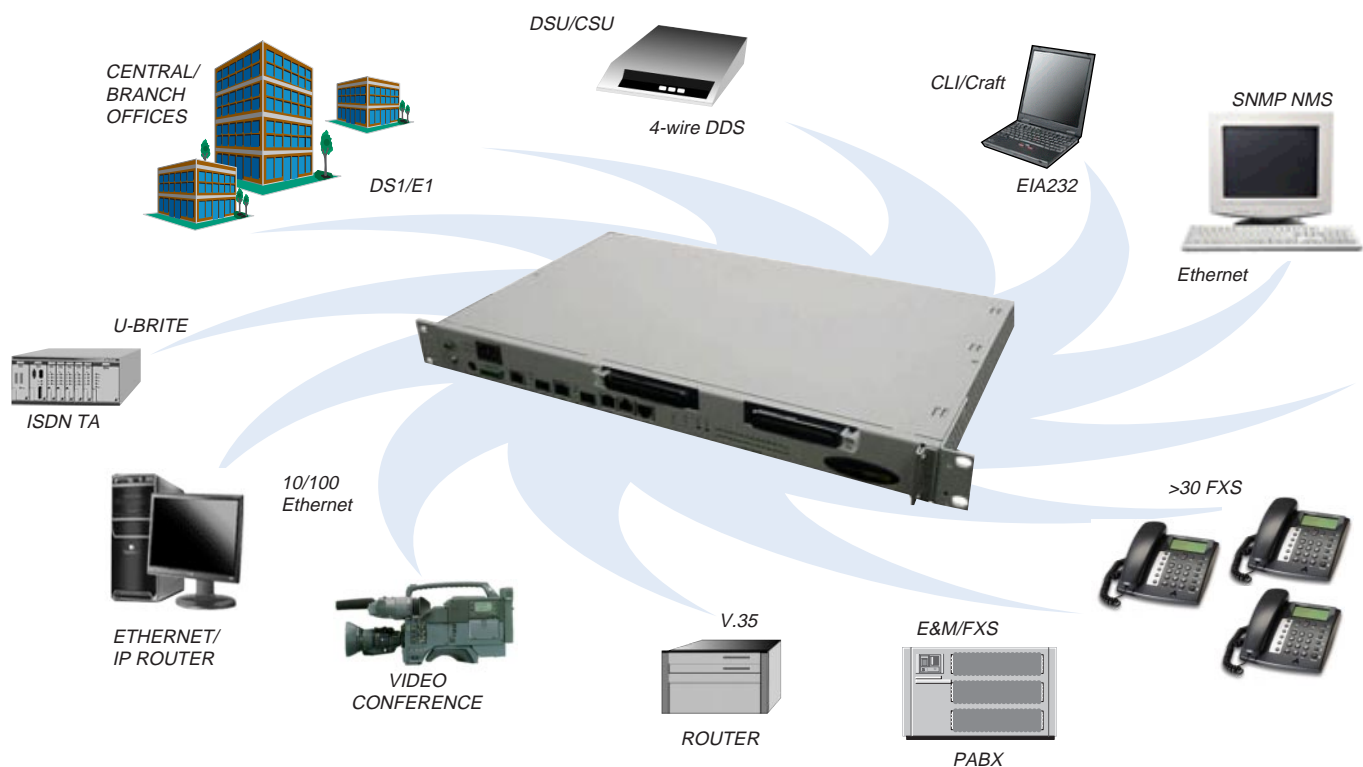 DSU/CSU
CENTRAL/
BRANCH
OFFICES
CLI/Craft
SNMP NMS
4-wire DDS
DS1/E1
EIA232
Ethernet
U-BRITE
ISDN TA
10/100
Ethernet
>30 FXS
ETHERNET/
IP ROUTER
VIDEO
CONFERENCE
V.35
ROUTER
E&M/FXS
PABX